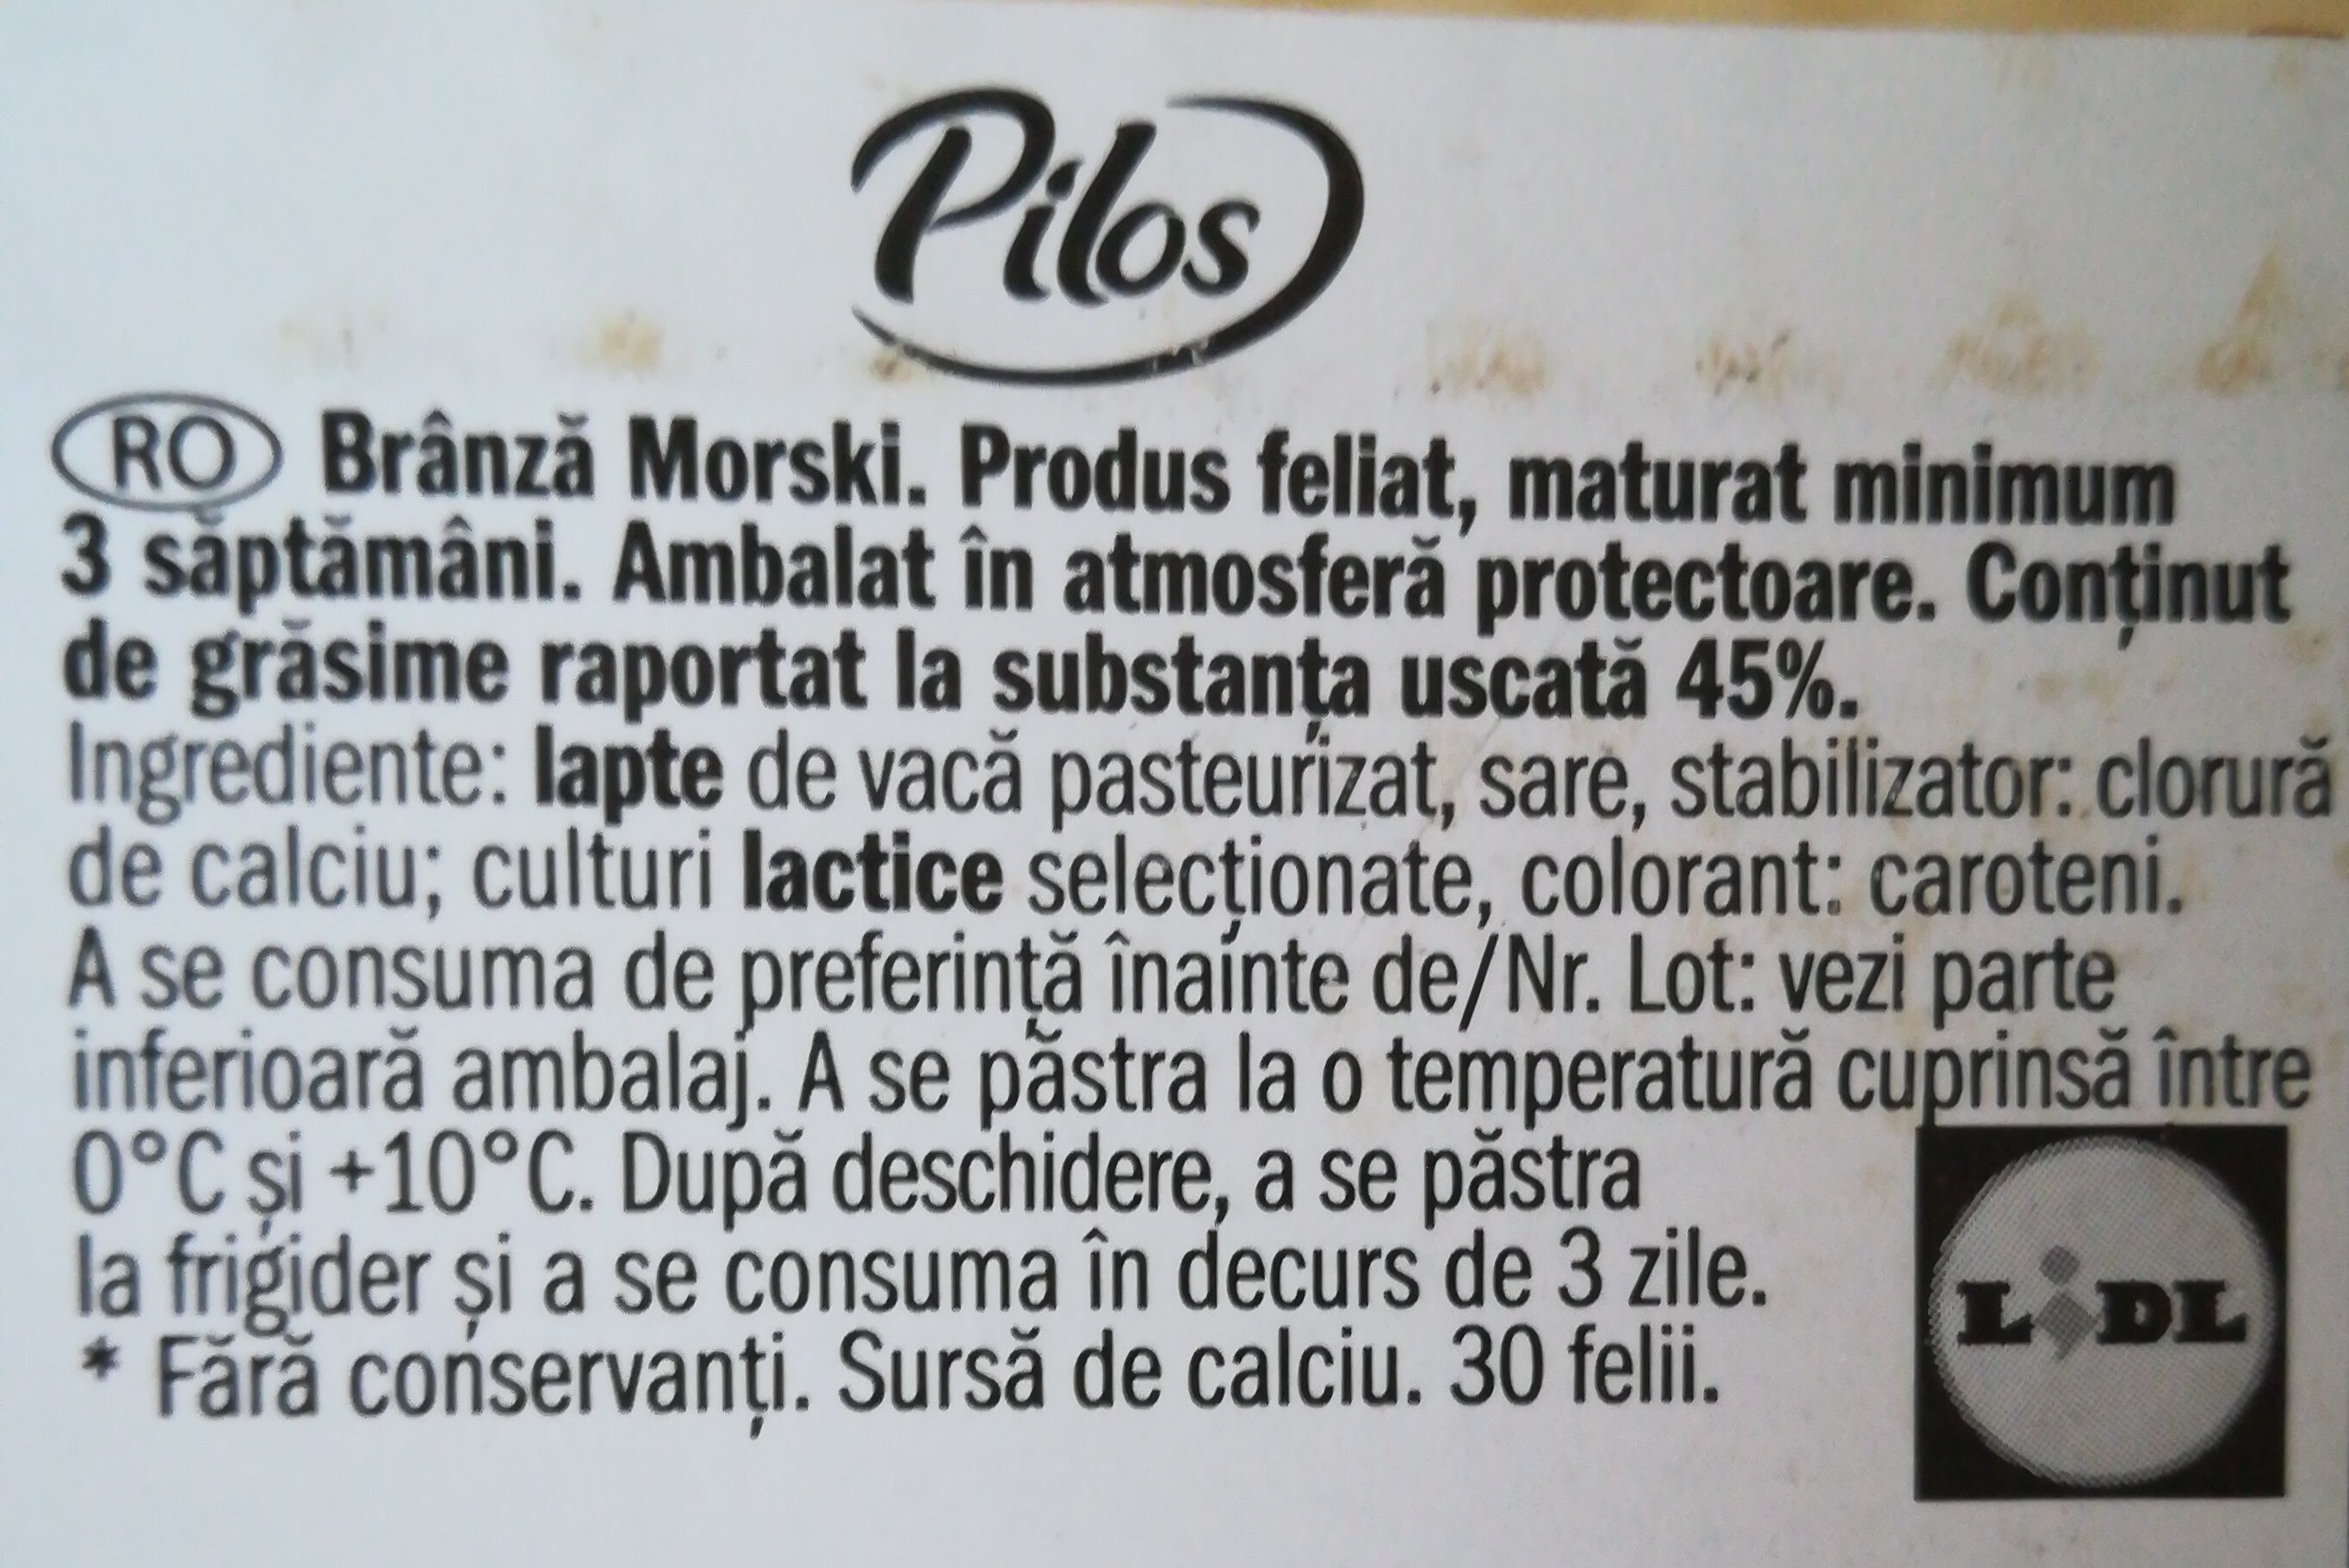 Pilos
RO Brânză Morski. Produs feliat, maturat minimum
3 săptămâni. Ambalat în atmosferă protectoare. Conținut
de grăsime raportat la substanța uscată 45%.
Ingrediente: lapte de vacă pasteurizat, sare, stabilizator: clorură
de calciu; culturi lactice selecționate, colorant: caroteni.
A se consuma de preferință înainte de/Nr. Lot: vezi parte
inferioară ambalaj. A se păstra la o temperatură cuprinsă între
0°C și +10°C. După deschidere, a se păstra
la frigider și a se consuma în decurs de 3 zile.
* Fără conservanți. Sursă de calciu. 30 felii.
LiDL